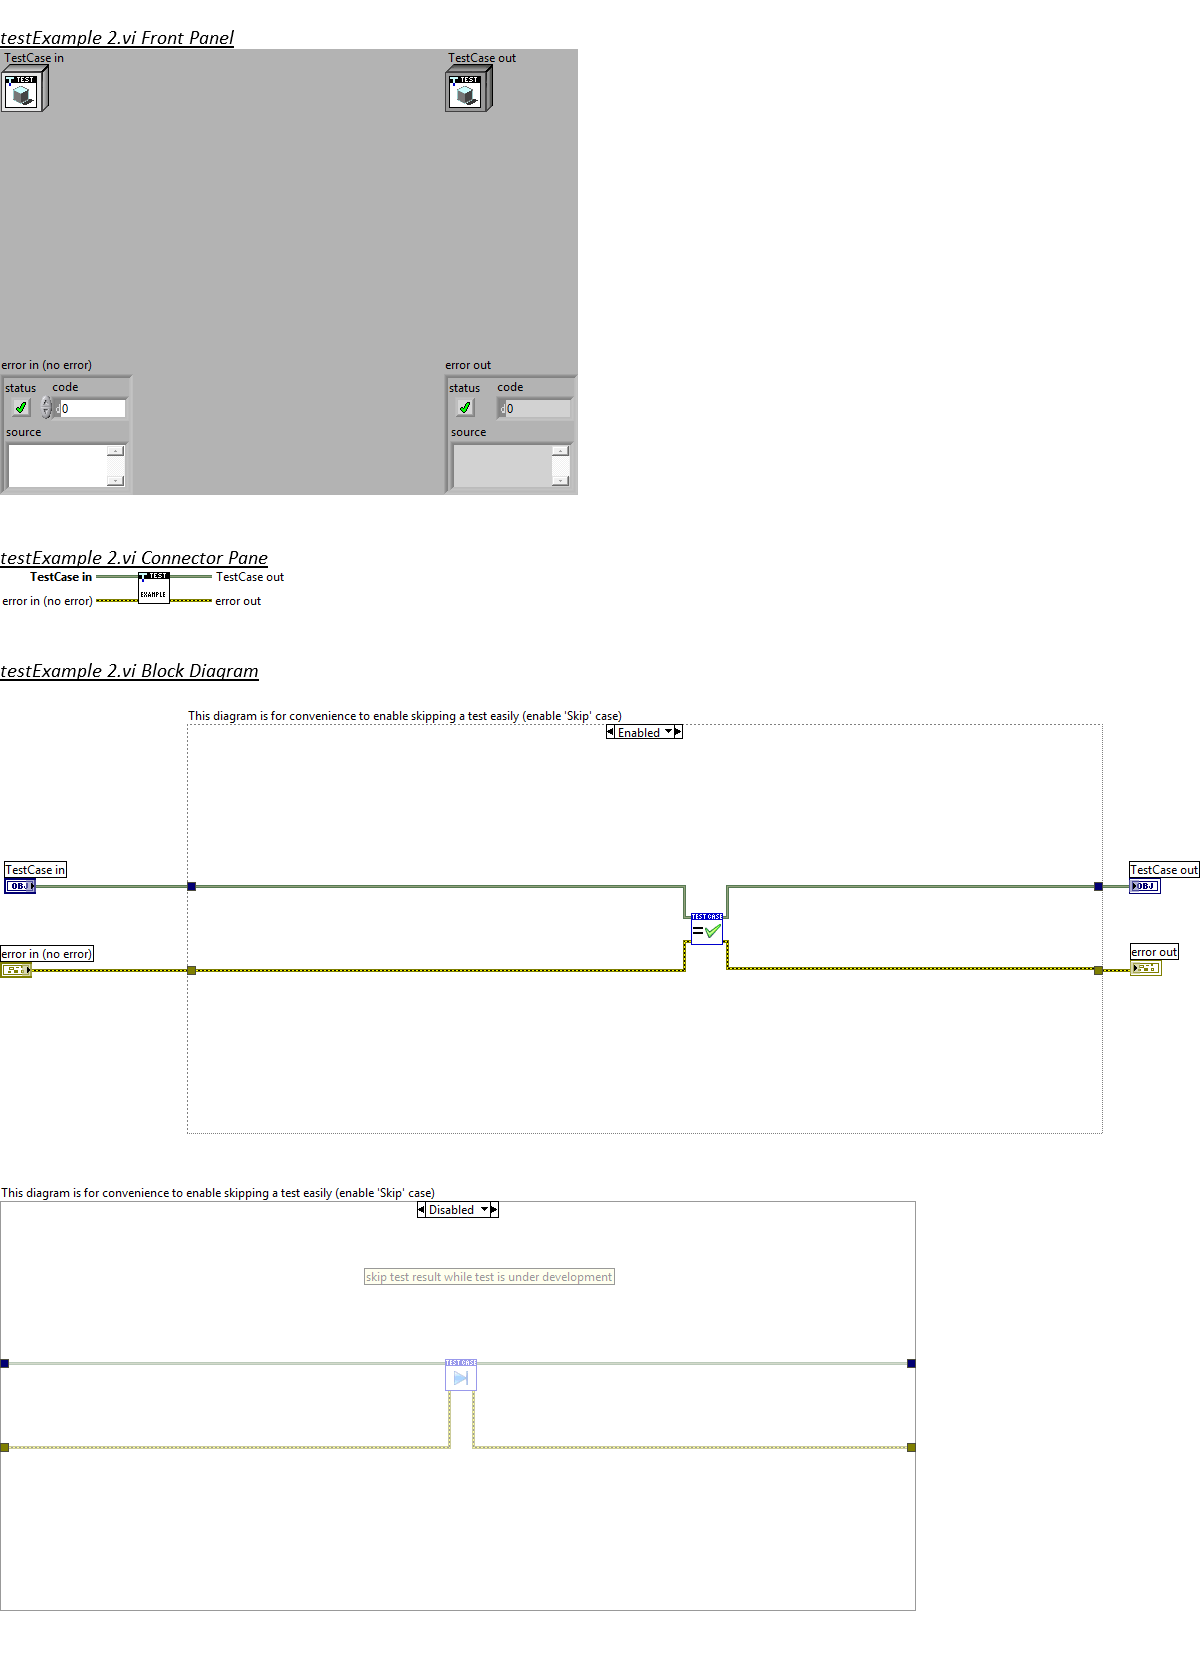 testExample 2.vi Front Panel
TestCase in
TestCase out
TEST
TEST
error in (no error)
error out
status code
status code
0
0
source
source
testExample 2.vi Connector Pane
TestCase in
TEST
TestCase out
error in (no error)
EXAMPLE
error out
testExample 2.vi Block Diagram
This diagram is for convenience to enable skipping a test easily (enable 'Skip' case)
Enabled
TestCase in
OBJ
TestCase out
OBJ
TEST CASE
=
error in (no error)
error out
This diagram is for convenience to enable skipping a test easily (enable 'Skip' case)
Disabled
skip test result while test is under development
TEST CASE